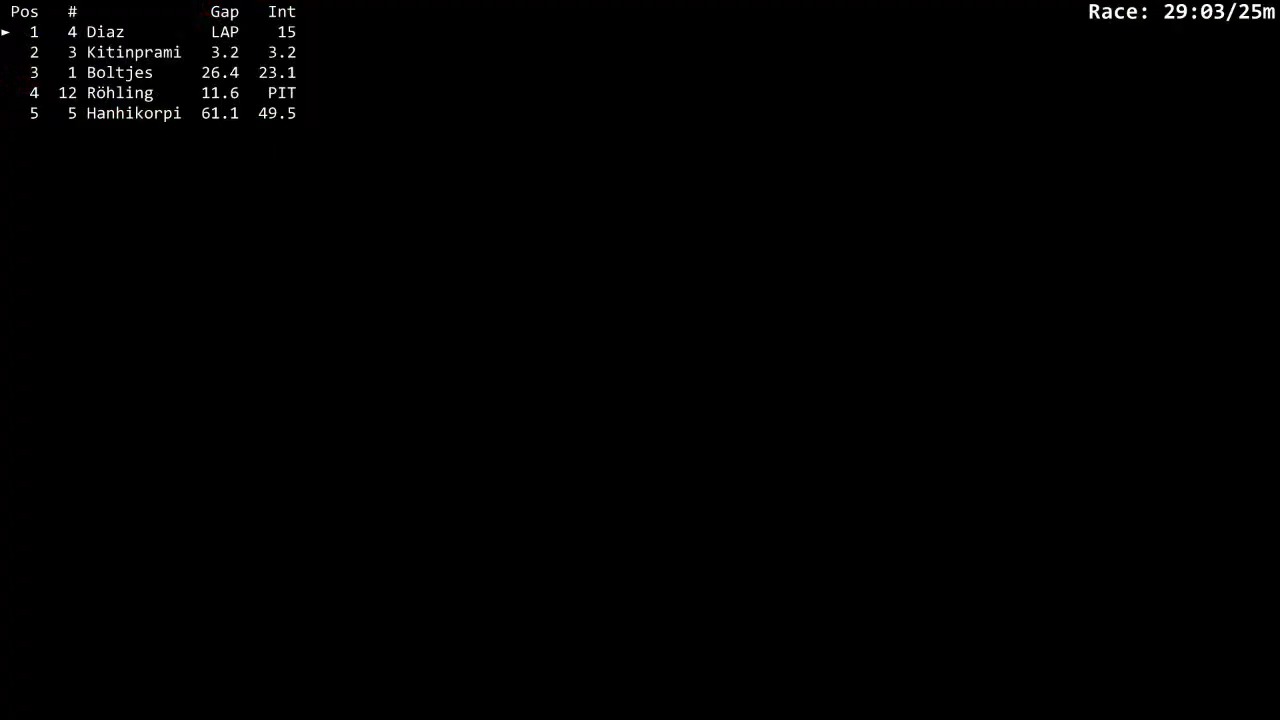 Pos # Gap Int
► 1 4 Diaz LAP 15
2 3 Kitinprami 3.2 3.2
3 1 Boltjes 26.4 23.1
4 12 Röhling 11.6 PIT
5 5 Hanhikorpi 61.1 49.5
Race: 29:03/25m